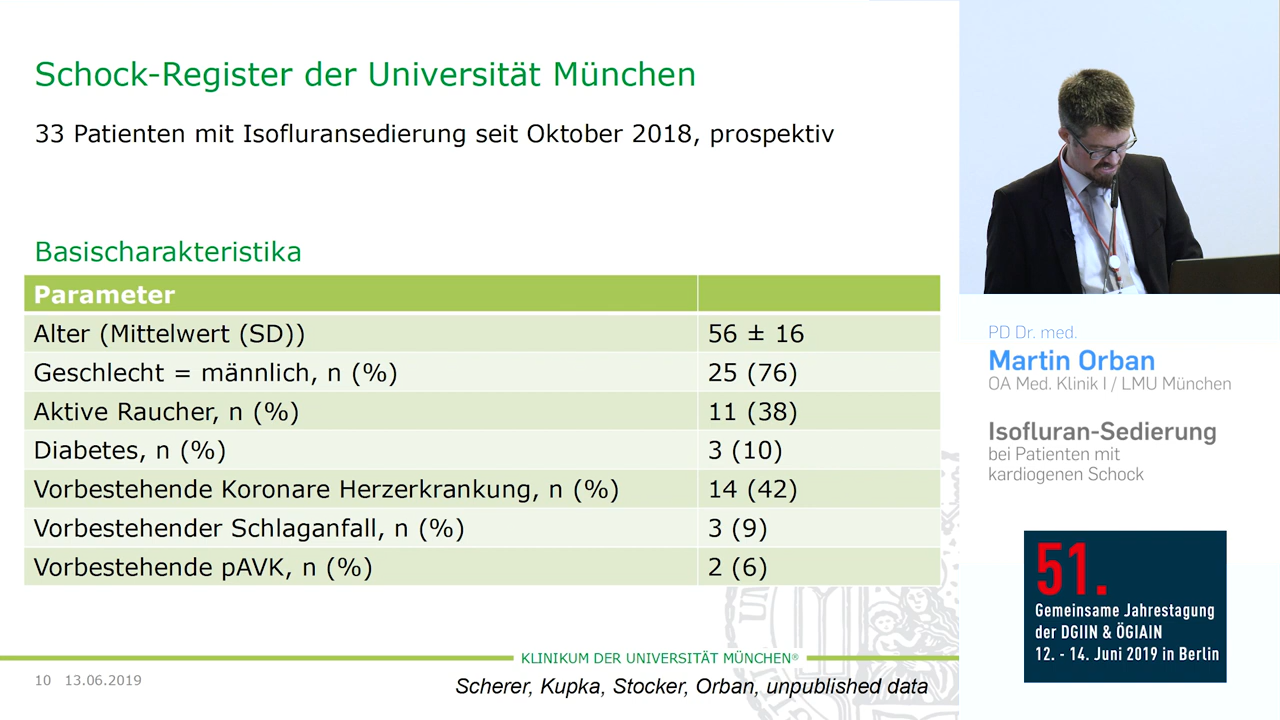 Schock-Register der Universität München
33 Patienten mit Isofluransedierung seit Oktober 2018, prospektiv
Basischarakteristika
Parameter
Alter (Mittelwert (SD)) 56 ± 16
Geschlecht = männlich, n (%) 25 (76)
Aktive Raucher, n (%) 11 (38)
Diabetes, n (%) 3 (10)
Vorbestehende Koronare Herzerkrankung, n (%) 14 (42)
Vorbestehender Schlaganfall, n (%) 3 (9)
Vorbestehende pAVK, n (%) 2 (6)
KLINIKUM DER UNIVERSITÄT MÜNCHEN®
10 13.06.2019
Scherer, Kupka, Stocker, Orban, unpublished data
PD Dr. med.
Martin Orban
OA Med. Klinik I / LMU München
Isofluran-Sedierung
bei Patienten mit
kardiogenen Schock
51.
Gemeinsame Jahrestagung
der DGIIN & ÖGIAIN
12. - 14. Juni 2019 in Berlin